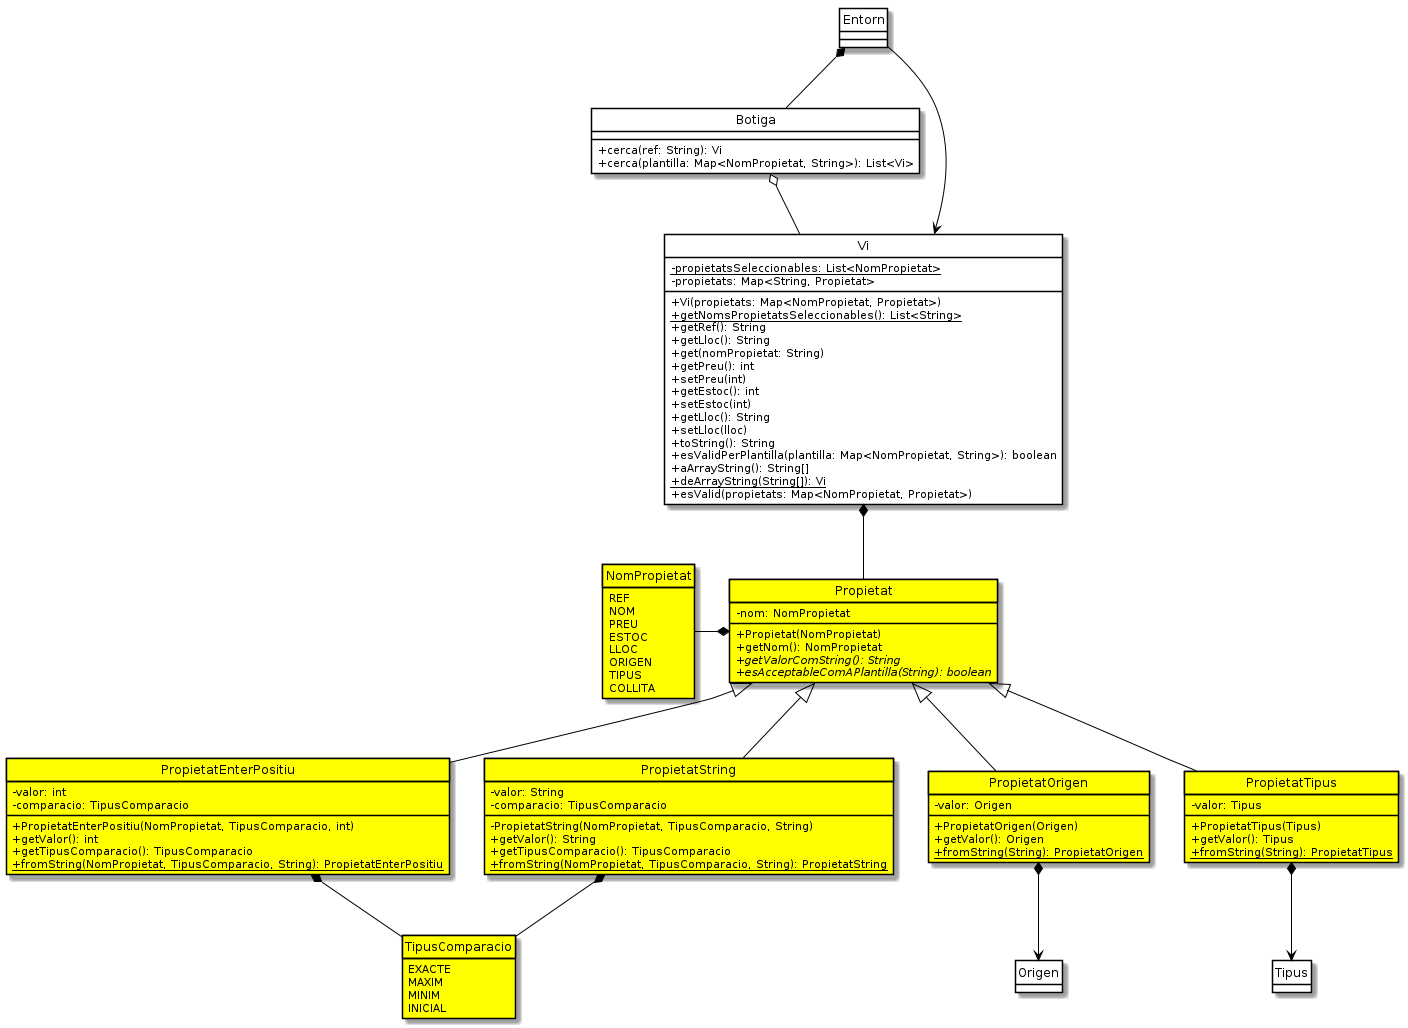 Entorn
Botiga
+cerca(ref: String): Vi
+cerca(plantilla: Map<NomPropietat, String>): List<Vi>
Vi
-propietatsSeleccionables: List<NomPropietat>
-propietats: Map<String, Propietat>
+Vi(propietats: Map<NomPropietat, Propietat>)
+getNomsPropietatsSeleccionables(): List<String>
+getRef(): String
+getLloc(): String
+get(nomPropietat: String)
+getPreu(): int
+setPreu(int)
+getEstoc(): int
+setEstoc(int)
+getLloc(): String
+setLloc(lloc)
+toString(): String
+esValidPerPlantilla(plantilla: Map<NomPropietat, String>): boolean
+aArrayString(): String[]
+deArrayString(String[]): Vi
+esValid(propietats: Map<NomPropietat, Propietat>)
NomPropietat
REF
NOM
PREU
ESTOC
LLOC
ORIGEN
TIPUS
COLLITA
Propietat
-nom: NomPropietat
+Propietat(NomPropietat)
+getNom(): NomPropietat
+getValorComString(): String
+esAcceptableComAPlantilla(String): boolean
PropietatEnterPositiu
-valor: int
-comparacio: TipusComparacio
+PropietatEnterPositiu(NomPropietat, TipusComparacio, int)
+getValor(): int
+getTipusComparacio(): TipusComparacio
+fromString(NomPropietat, TipusComparacio, String): PropietatEnterPositiu
PropietatString
-valor: String
-comparacio: TipusComparacio
-PropietatString(NomPropietat, TipusComparacio, String)
+getValor(): String
+getTipusComparacio(): TipusComparacio
+fromString(NomPropietat, TipusComparacio, String): PropietatString
PropietatOrigen
-valor: Origen
+PropietatOrigen(Origen)
+getValor(): Origen
+fromString(String): PropietatOrigen
PropietatTipus
-valor: Tipus
+PropietatTipus(Tipus)
+getValor(): Tipus
+fromString(String): PropietatTipus
TipusComparacio
EXACTE
MAXIM
MINIM
INICIAL
Origen
Tipus